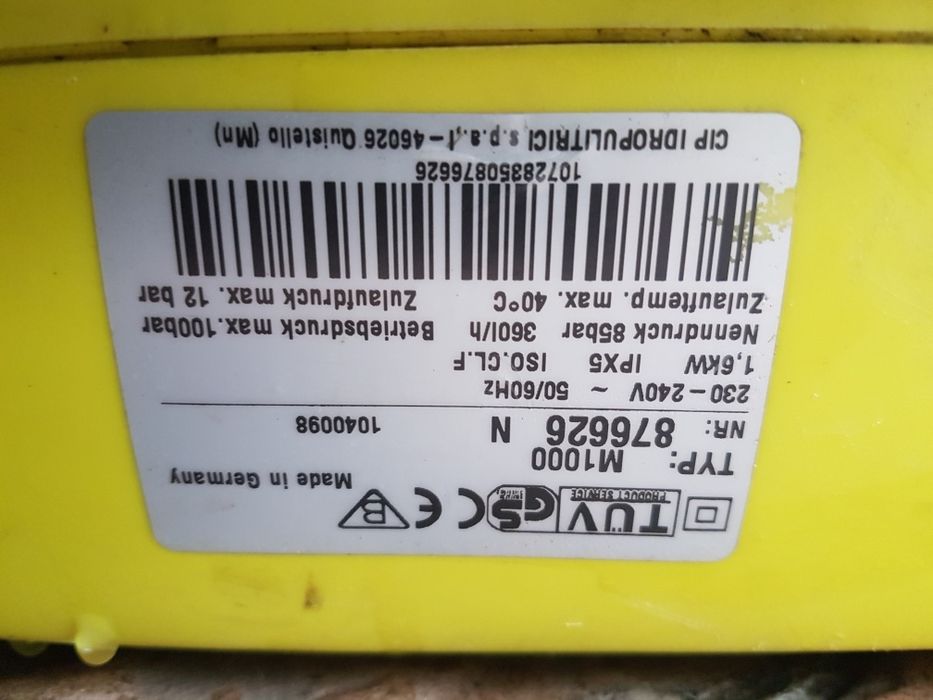 TÜV PRODUCT SERVICE GS CE B
TYP: M1000 Made in Germany
NR: 876626 N 1040098
230-240V ~ 50/60Hz
1,6kW IPX5 ISO.CL.F
Nenndruck 85bar 360l/h Betriebsdruck max.100bar
Zulauftemp. max. 40°C Zulaufdruck max. 12 bar
10728350876626
CIP IDROPULITRICI s.p.a., I-46026 Quistello (Mn)